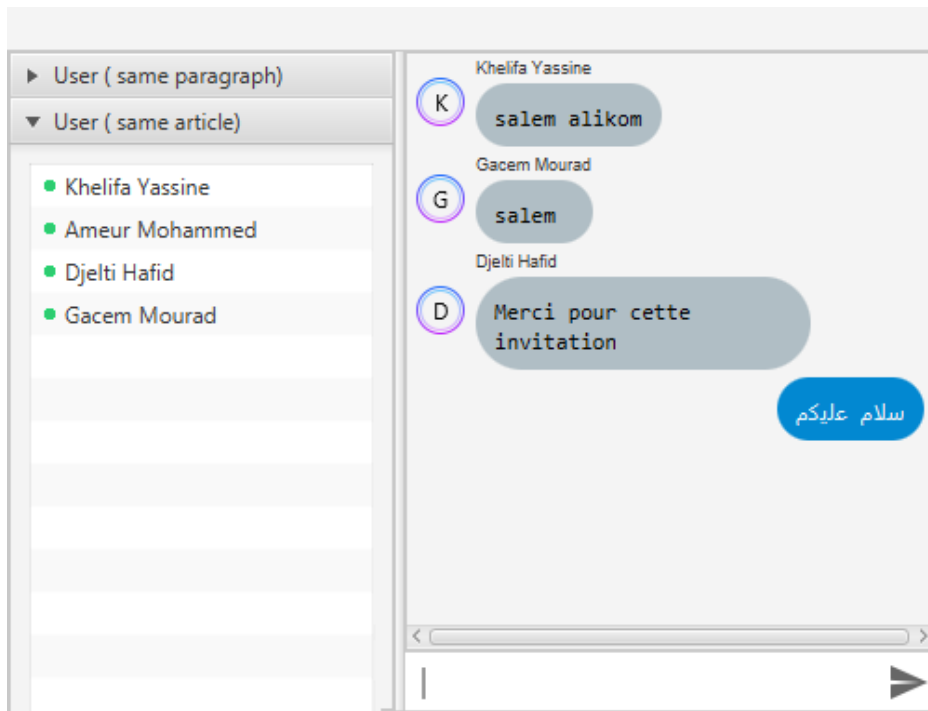 User ( same paragraph)
User ( same article)
Khelifa Yassine
Ameur Mohammed
Djelti Hafid
Gacem Mourad
Khelifa Yassine
K
salem alikom
Gacem Mourad
G
salem
Djelti Hafid
D
Merci pour cette
invitation
سلام عليكم